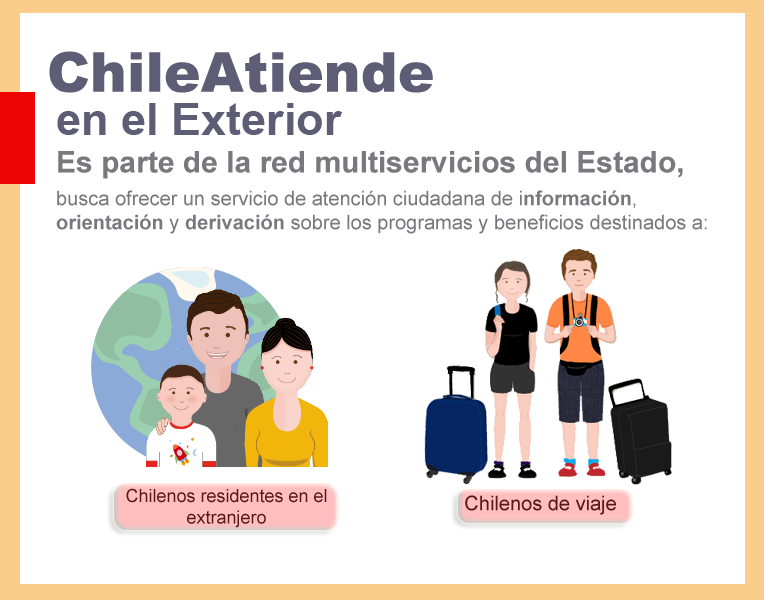 ChileAtiende
en el Exterior
Es parte de la red multiservicios del Estado,
busca ofrecer un servicio de atención ciudadana de información,
orientación y derivación sobre los programas y beneficios destinados a:
Chilenos residentes en el
extranjero
Chilenos de viaje